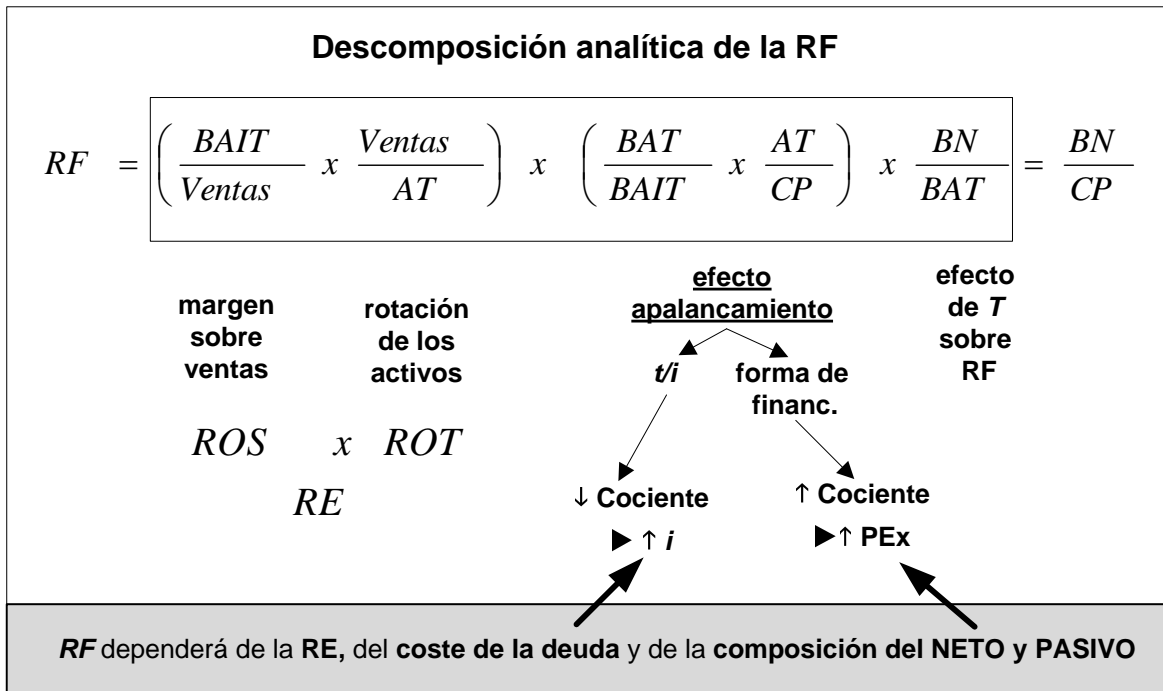 Descomposición analítica de la RF
RF = ( BAIT / Ventas x Ventas / AT ) x ( BAT / BAIT x AT / CP ) x BN / BAT = BN / CP
margen
sobre
ventas
rotación
de los
activos
efecto
apalancamiento
efecto
de T
sobre
RF
t/i
forma de
financ.
ROS x ROT
RE
↓ Cociente
► ↑ i
↑ Cociente
►↑ PEx
RF dependerá de la RE, del coste de la deuda y de la composición del NETO y PASIVO